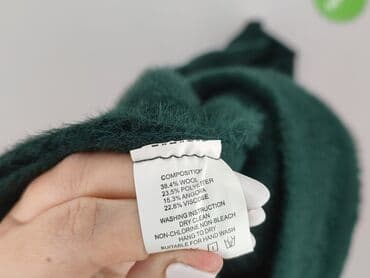 COMPOSITION
38.4% WOOL
23.5% POLYETTER
15.3% ANGORA
22.8% VISCOSE
WASHING INSTRUCTION
DRY CLEAN
NON-CHLORINE NON-BLEACH
HANG TO DRY
SUITABLE FOR HAND WASH